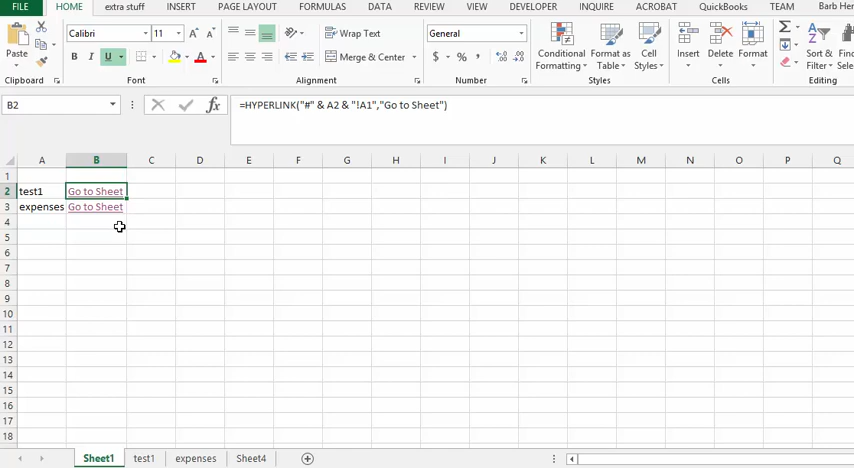 FILE HOME extra stuff INSERT PAGE LAYOUT FORMULAS DATA REVIEW VIEW DEVELOPER INQUIRE ACROBAT QuickBooks TEAM Barb Her
Calibri 11 A A Wrap Text General
Paste B I U A Merge & Center $ % , Conditional Formatting Format as Table Cell Styles Insert Delete Format Sort & Filter
Clipboard Font Alignment Number Styles Cells Editing
B2 fx =HYPERLINK("#" & A2 & "!A1","Go to Sheet")
A B C D E F G H I J K L M N O P Q
1
2 test1 Go to Sheet
3 expenses Go to Sheet
4
5
6
7
8
9
10
11
12
13
14
15
16
17
18
Sheet1 test1 expenses Sheet4